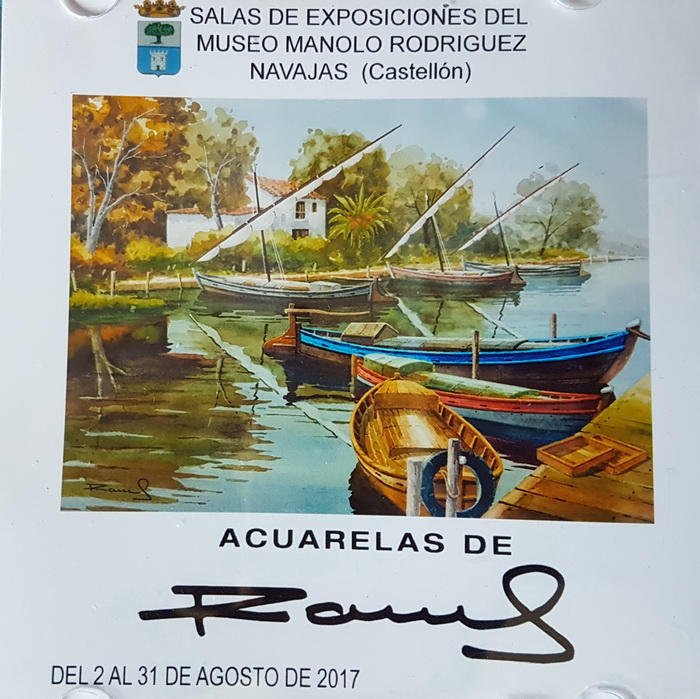 SALAS DE EXPOSICIONES DEL
MUSEO MANOLO RODRIGUEZ
NAVAJAS (Castellón)
ACUARELAS DE
DEL 2 AL 31 DE AGOSTO DE 2017